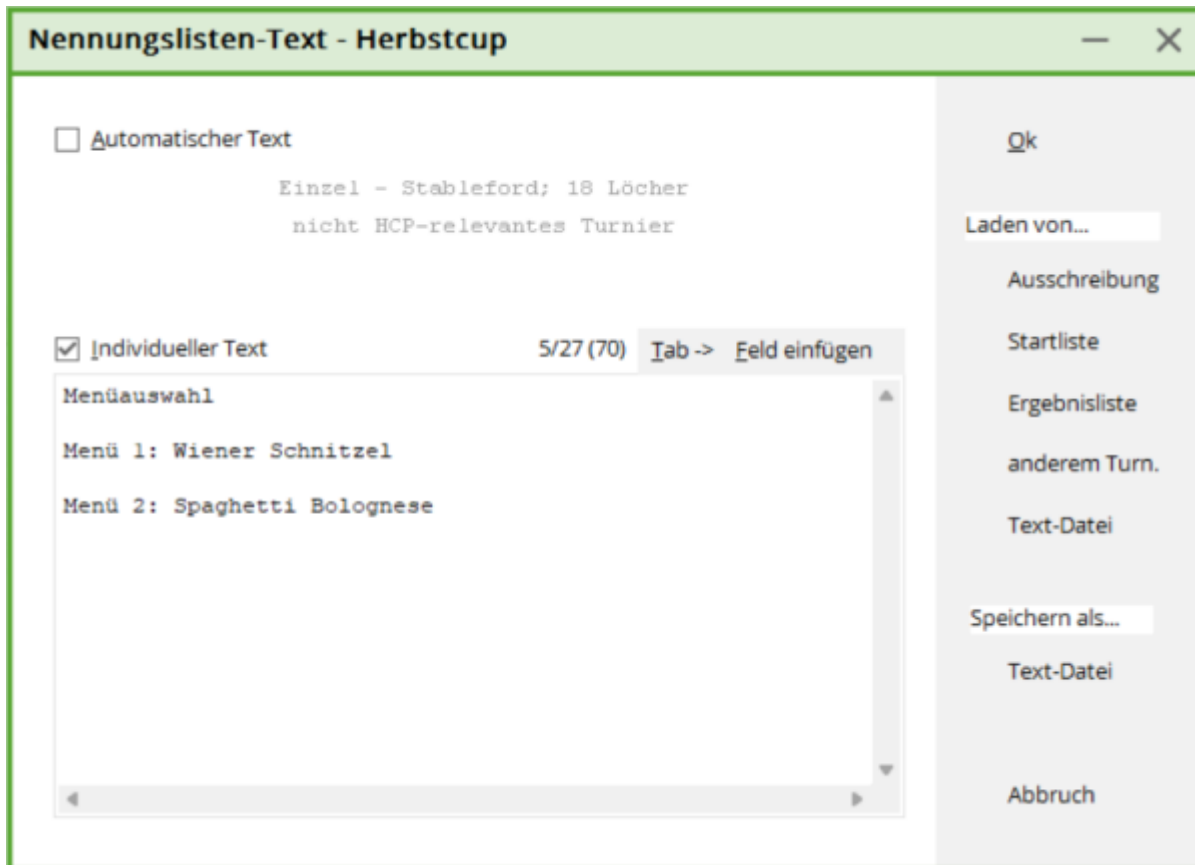 Nennungslisten-Text - Herbstcup
Automatischer Text
Einzel - Stableford; 18 Löcher
nicht HCP-relevantes Turnier
Individueller Text 5/27 (70) Tab -> Feld einfügen
Menüauswahl
Menü 1: Wiener Schnitzel
Menü 2: Spaghetti Bolognese
Ok
Laden von...
Ausschreibung
Startliste
Ergebnisliste
anderem Turn.
Text-Datei
Speichern als...
Text-Datei
Abbruch